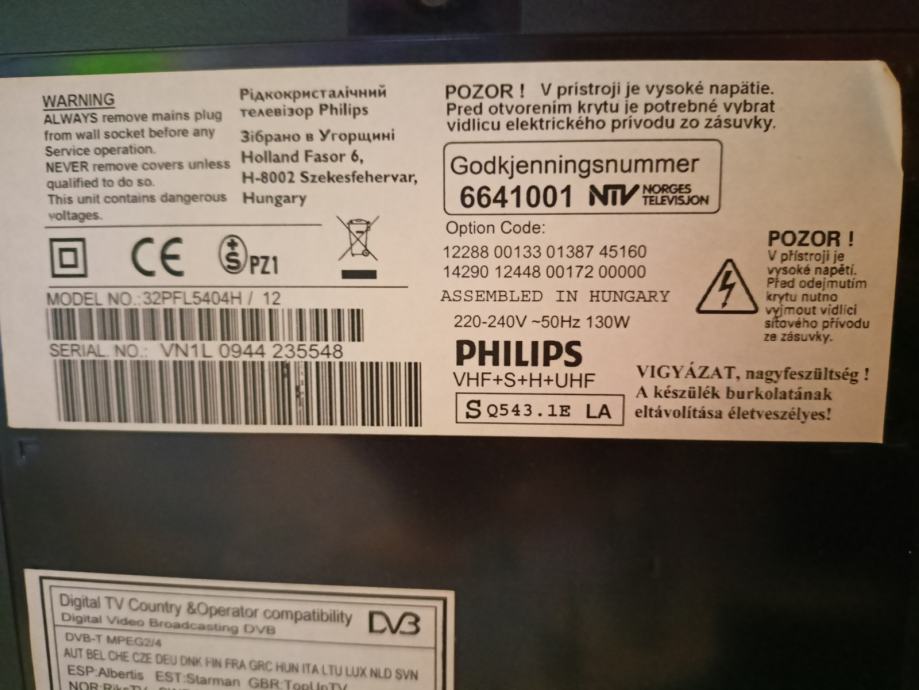 WARNING
ALWAYS remove mains plug
from wall socket before any
Service operation.
NEVER remove covers unless
qualified to do so.
This unit contains dangerous
voltages.
Рідкокристалічний
телевізор Philips
Зібрано в Угорщині
Holland Fasor 6,
H-8002 Szekesfehervar,
Hungary
CE
S PZ1
MODEL NO.:32PFL5404H / 12
SERIAL. NO.: VN1L 0944 235548
POZOR ! V pristroji je vysoké napätie.
Pred otvorením krytu je potrebné vybrat
vidlicu elektrického prívodu zo zásuvky.
Godkjenningsnummer
6641001 NTV NORGES
TELEVISJON
Option Code:
12288 00133 01387 45160
14290 12448 00172 00000
ASSEMBLED IN HUNGARY
220-240V ~50Hz 130W
PHILIPS
VHF+S+H+UHF
S Q543.1E LA
POZOR !
V přístroji je
vysoké napětí.
Před odejmutím
krytu nutno
vyjmout vidlici
síťového přívodu
ze zásuvky.
VIGYÁZAT, nagyfeszültség !
A készülék burkolatának
eltávolítása életveszélyes!
Digital TV Country &Operator compatibility
Digital Video Broadcasting DVB
DVB
DVB-T MPEG2/4
AUT BEL CHE CZE DEU DNK FIN FRA GRC HUN ITA LTU LUX NLD SVN
ESP:Albertis EST:Starman GBR:TopUpTV
NOR:RiksTV